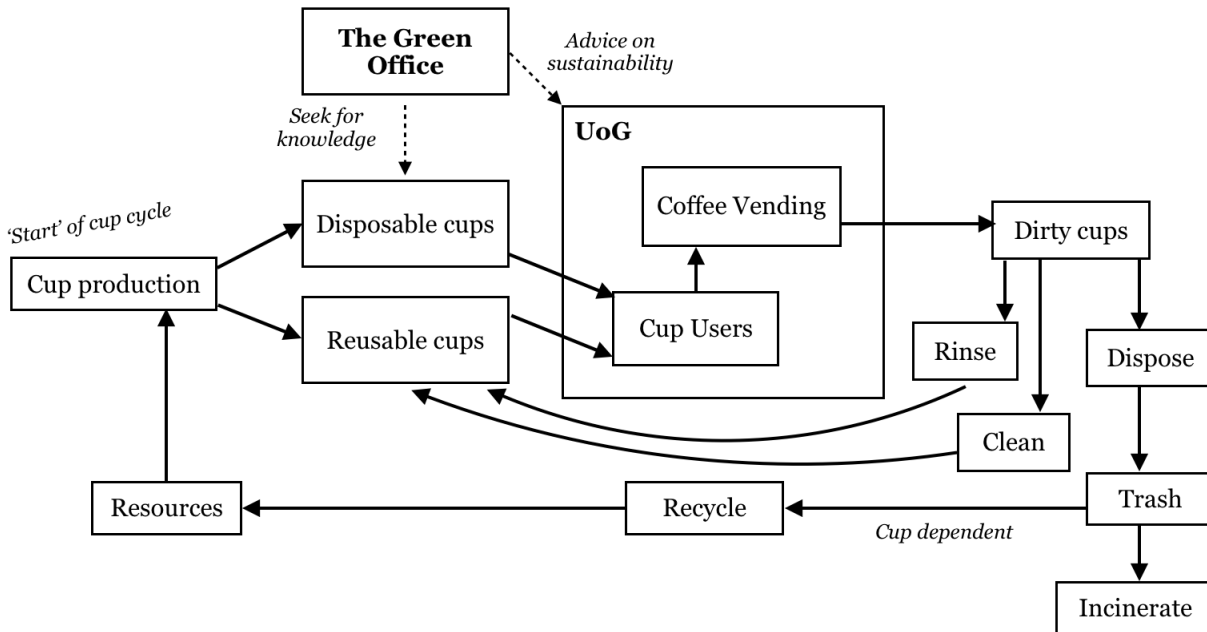 The Green
Office
Advice on
sustainability
Seek for
knowledge
UoG
‘Start’ of cup cycle
Disposable cups
Coffee Vending
Dirty cups
Cup production
Reusable cups
Cup Users
Rinse
Dispose
Clean
Resources
Recycle
Cup dependent
Trash
Incinerate